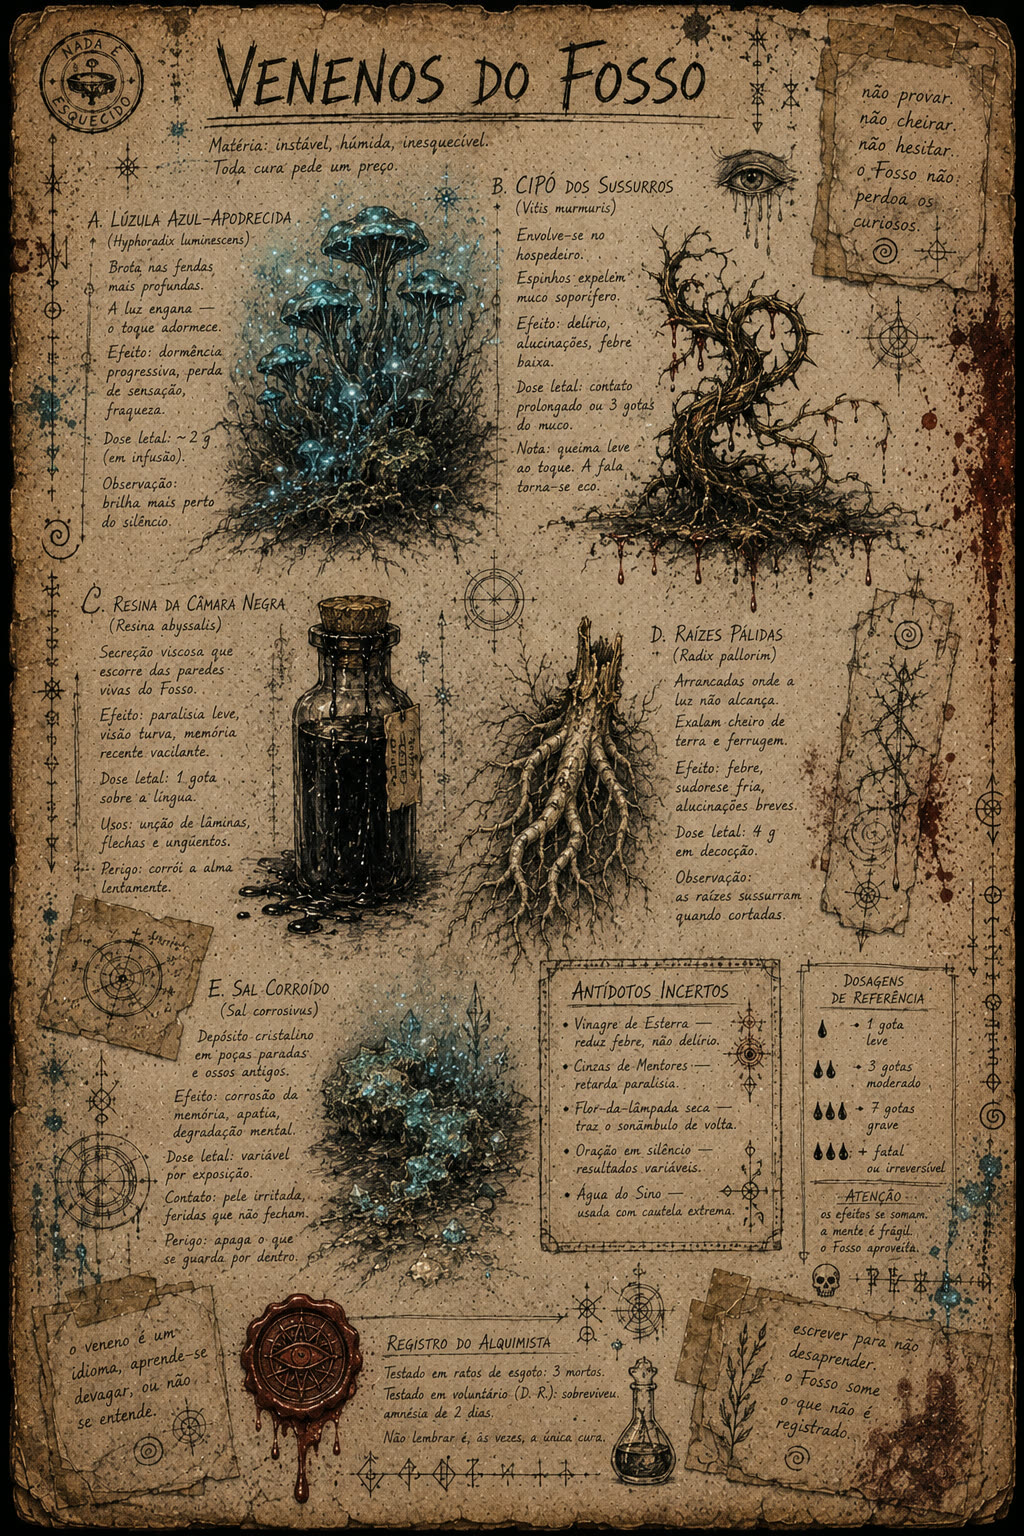 NADA É
ESQUECIDO
VENENOS DO FOSSO
Matéria: instável, húmida, inesquecível.
Toda cura pede um preço.
não provar.
não cheirar.
não hesitar.
o Fosso não
perdoa os
curiosos.
A. LÚZULA AZUL-APODRECIDA
(Hyphoradix luminescens)
Brota nas fendas
mais profundas.
A luz engana —
o toque adormece.
Efeito: dormência
progressiva, perda
de sensação,
fraqueza.
Dose letal: ~ 2 g
(em infusão).
Observação:
brilha mais perto
do silêncio.
B. CIPÓ DOS SUSSURROS
(Vitis murmuris)
Envolve-se no
hospedeiro.
Espinhos expelem
muco soporífero.
Efeito: delírio,
alucinações, febre
baixa.
Dose letal: contato
prolongado ou 3 gotas
do muco.
Nota: queima leve
ao toque. A fala
torna-se eco.
C. RESINA DA CÂMARA NEGRA
(Resina abyssalis)
Secreção viscosa que
escorre das paredes
vivas do Fosso.
Efeito: paralisia leve,
visão turva, memória
recente vacilante.
Dose letal: 1 gota
sobre a língua.
Usos: unção de lâminas,
flechas e unguentos.
Perigo: corrói a alma
lentamente.
D. RAÍZES PÁLIDAS
(Radix pallorim)
Arrancadas onde a
luz não alcança.
Exalam cheiro de
terra e ferrugem.
Efeito: febre,
sudorese fria,
alucinações breves.
Dose letal: 4 g
em decocção.
Observação:
as raízes sussurram
quando cortadas.
E. SAL CORROÍDO
(Sal corrosivus)
Depósito cristalino
em poças paradas
e ossos antigos.
Efeito: corrosão da
memória, apatia,
degradação mental.
Dose letal: variável
por exposição.
Contato: pele irritada,
feridas que não fecham.
Perigo: apaga o que
se guarda por dentro.
ANTÍDOTOS INCERTOS
• Vinagre de Esterra —
reduz febre, não delírio.
• Cinzas de Mentores —
retarda paralisia.
• Flor-da-lâmpada seca —
traz o sonâmbulo de volta.
• Oração em silêncio —
resultados variáveis.
• Água do Sino —
usada com cautela extrema.
DOSAGENS
DE REFERÊNCIA
→ 1 gota
leve
→ 3 gotas
moderado
→ 7 gotas
grave
: + fatal
ou irreversível
ATENÇÃO
os efeitos se somam.
a mente é frágil.
o Fosso aproveita.
o veneno é um
idioma, aprende-se
devagar, ou não
se entende.
REGISTRO DO ALQUIMISTA
Testado em ratos de esgoto: 3 mortos.
Testado em voluntário (D. R.): sobreviveu.
amnésia de 2 dias.
Não lembrar é, às vezes, a única cura.
escrever para não
desaprender.
o Fosso some
o que não é
registrado.